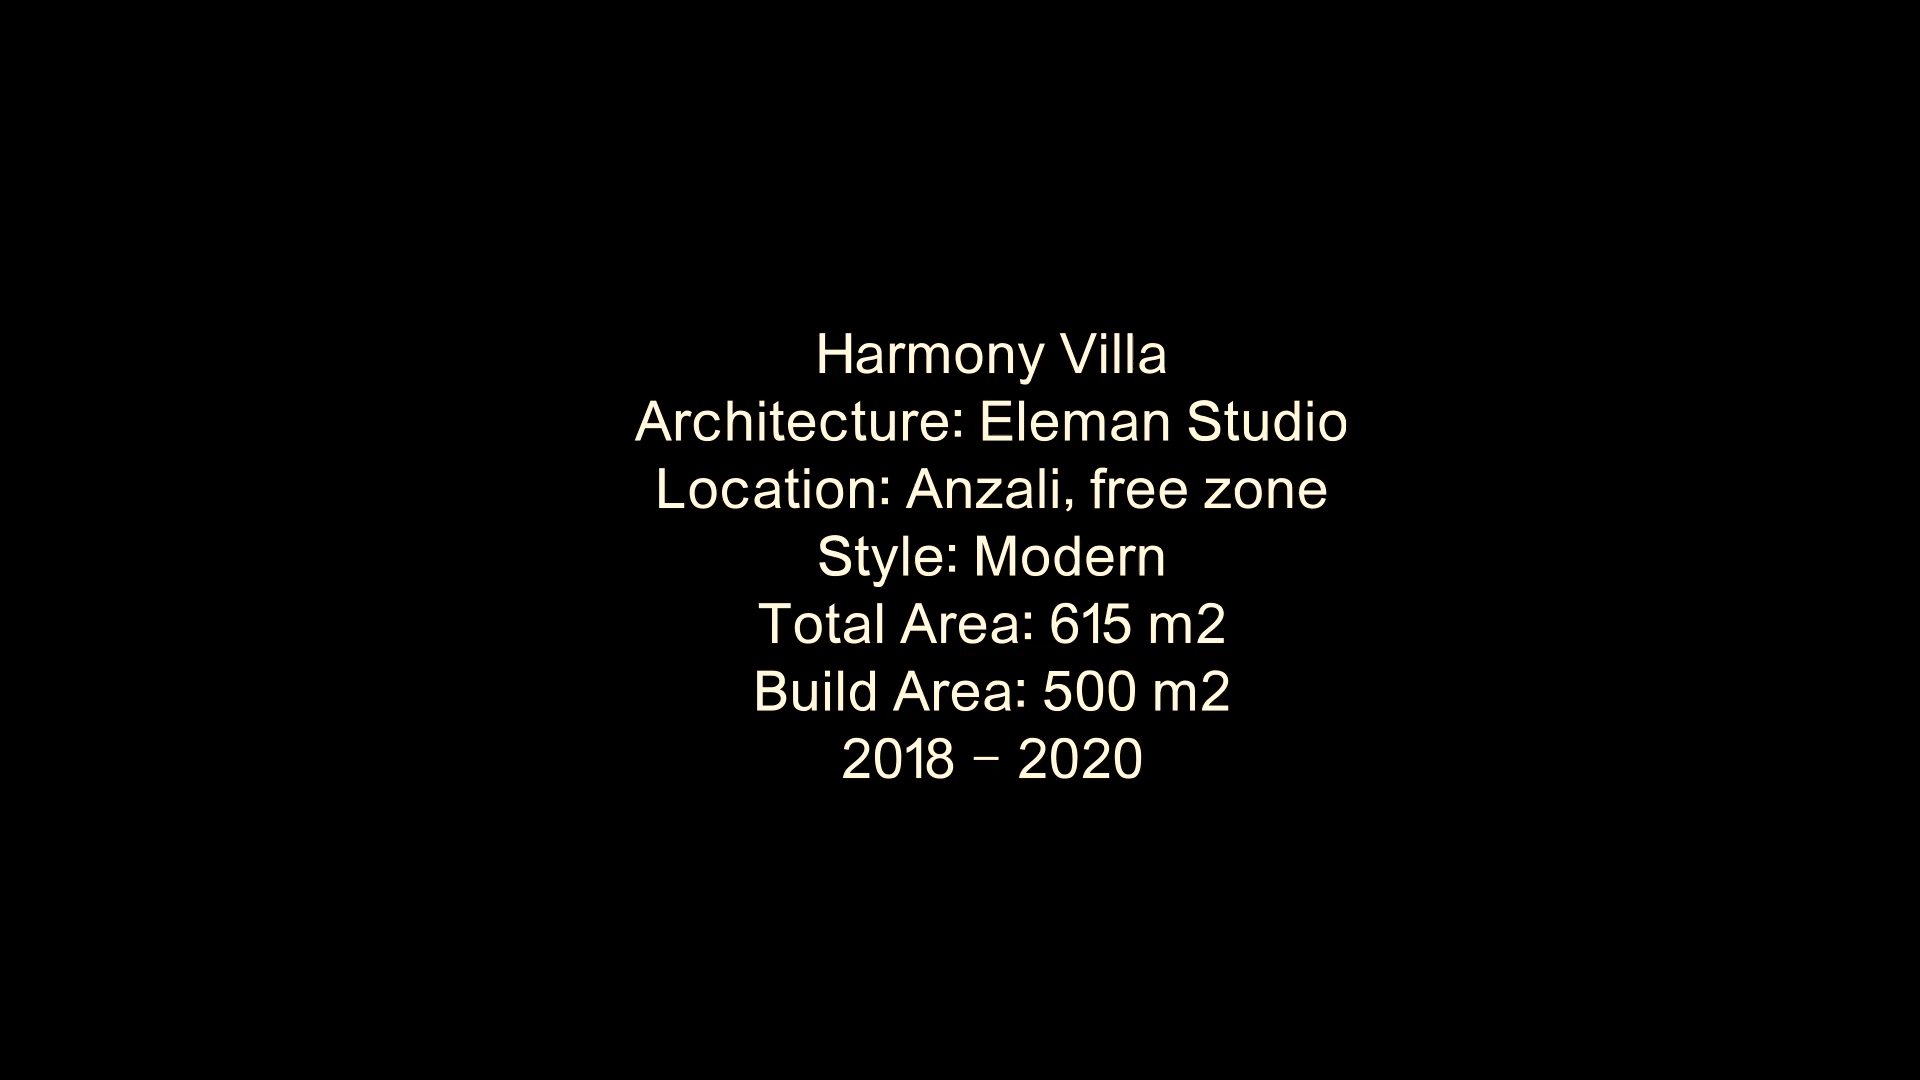 Harmony Villa
Architecture: Eleman Studio
Location: Anzali, free zone
Style: Modern
Total Area: 615 m2
Build Area: 500 m2
2018 – 2020